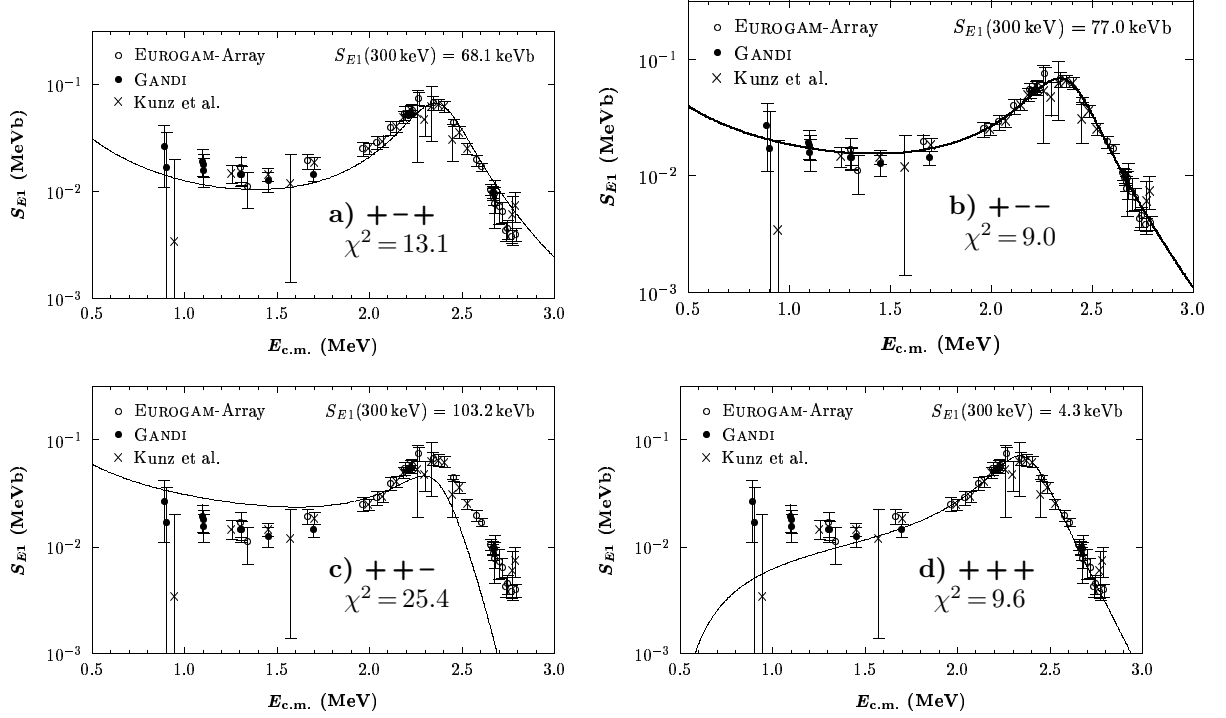 EUROGAM-Array
GANDI
Kunz et al.
S_E1(300 keV) = 68.1 keVb
10⁻¹
10⁻²
10⁻³
S_E1 (MeVb)
a) +-+
χ² = 13.1
0.5 1.0 1.5 2.0 2.5 3.0
E_c.m. (MeV)
EUROGAM-Array
GANDI
Kunz et al.
S_E1(300 keV) = 77.0 keVb
10⁻¹
10⁻²
10⁻³
S_E1 (MeVb)
b) +--
χ² = 9.0
0.5 1.0 1.5 2.0 2.5 3.0
E_c.m. (MeV)
EUROGAM-Array
GANDI
Kunz et al.
S_E1(300 keV) = 103.2 keVb
10⁻¹
10⁻²
10⁻³
S_E1 (MeVb)
c) ++-
χ² = 25.4
0.5 1.0 1.5 2.0 2.5 3.0
E_c.m. (MeV)
EUROGAM-Array
GANDI
Kunz et al.
S_E1(300 keV) = 4.3 keVb
10⁻¹
10⁻²
10⁻³
S_E1 (MeVb)
d) +++
χ² = 9.6
0.5 1.0 1.5 2.0 2.5 3.0
E_c.m. (MeV)